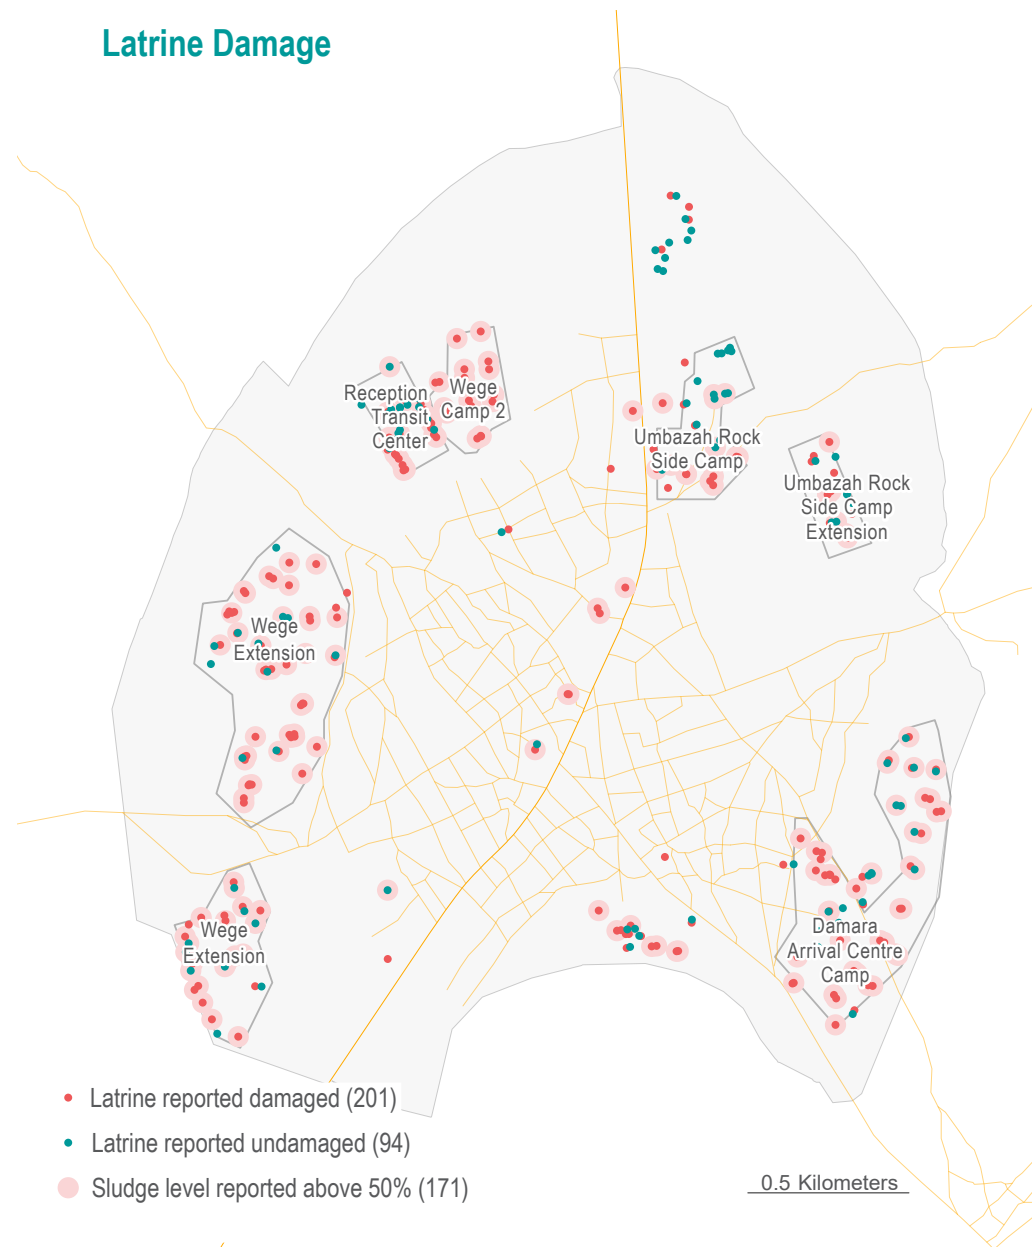 Latrine Damage
Reception
Transit
Center
Wege
Camp 2
Umbazah Rock
Side Camp
Umbazah Rock
Side Camp
Extension
Wege
Extension
Damara
Arrival Centre
Camp
Wege
Extension
Latrine reported damaged (201)
Latrine reported undamaged (94)
Sludge level reported above 50% (171)
0.5 Kilometers